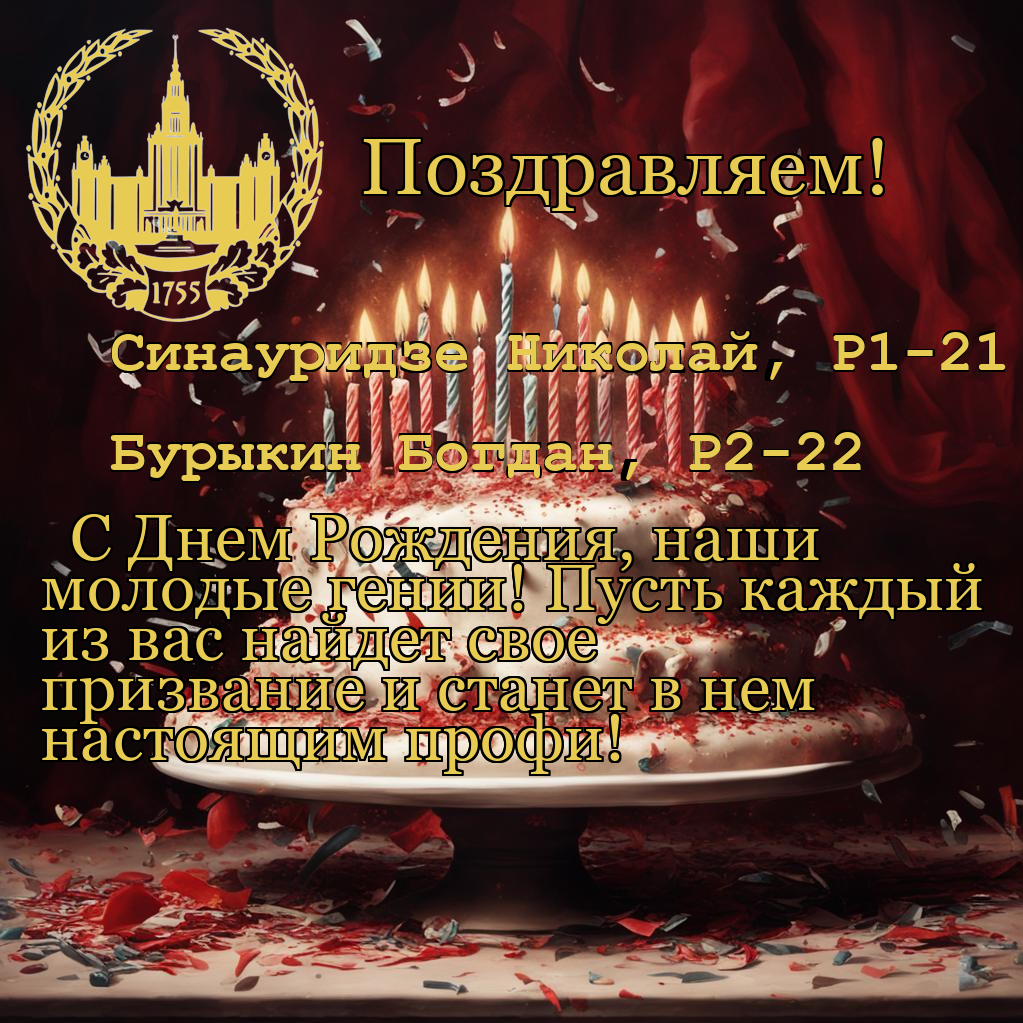 1755
Поздравляем!
Синауридзе Николай, Р1-21
Бурыкин Богдан, Р2-22
С Днем Рождения, наши
молодые гении! Пусть каждый
из вас найдет свое
призвание и станет в нем
настоящим профи!